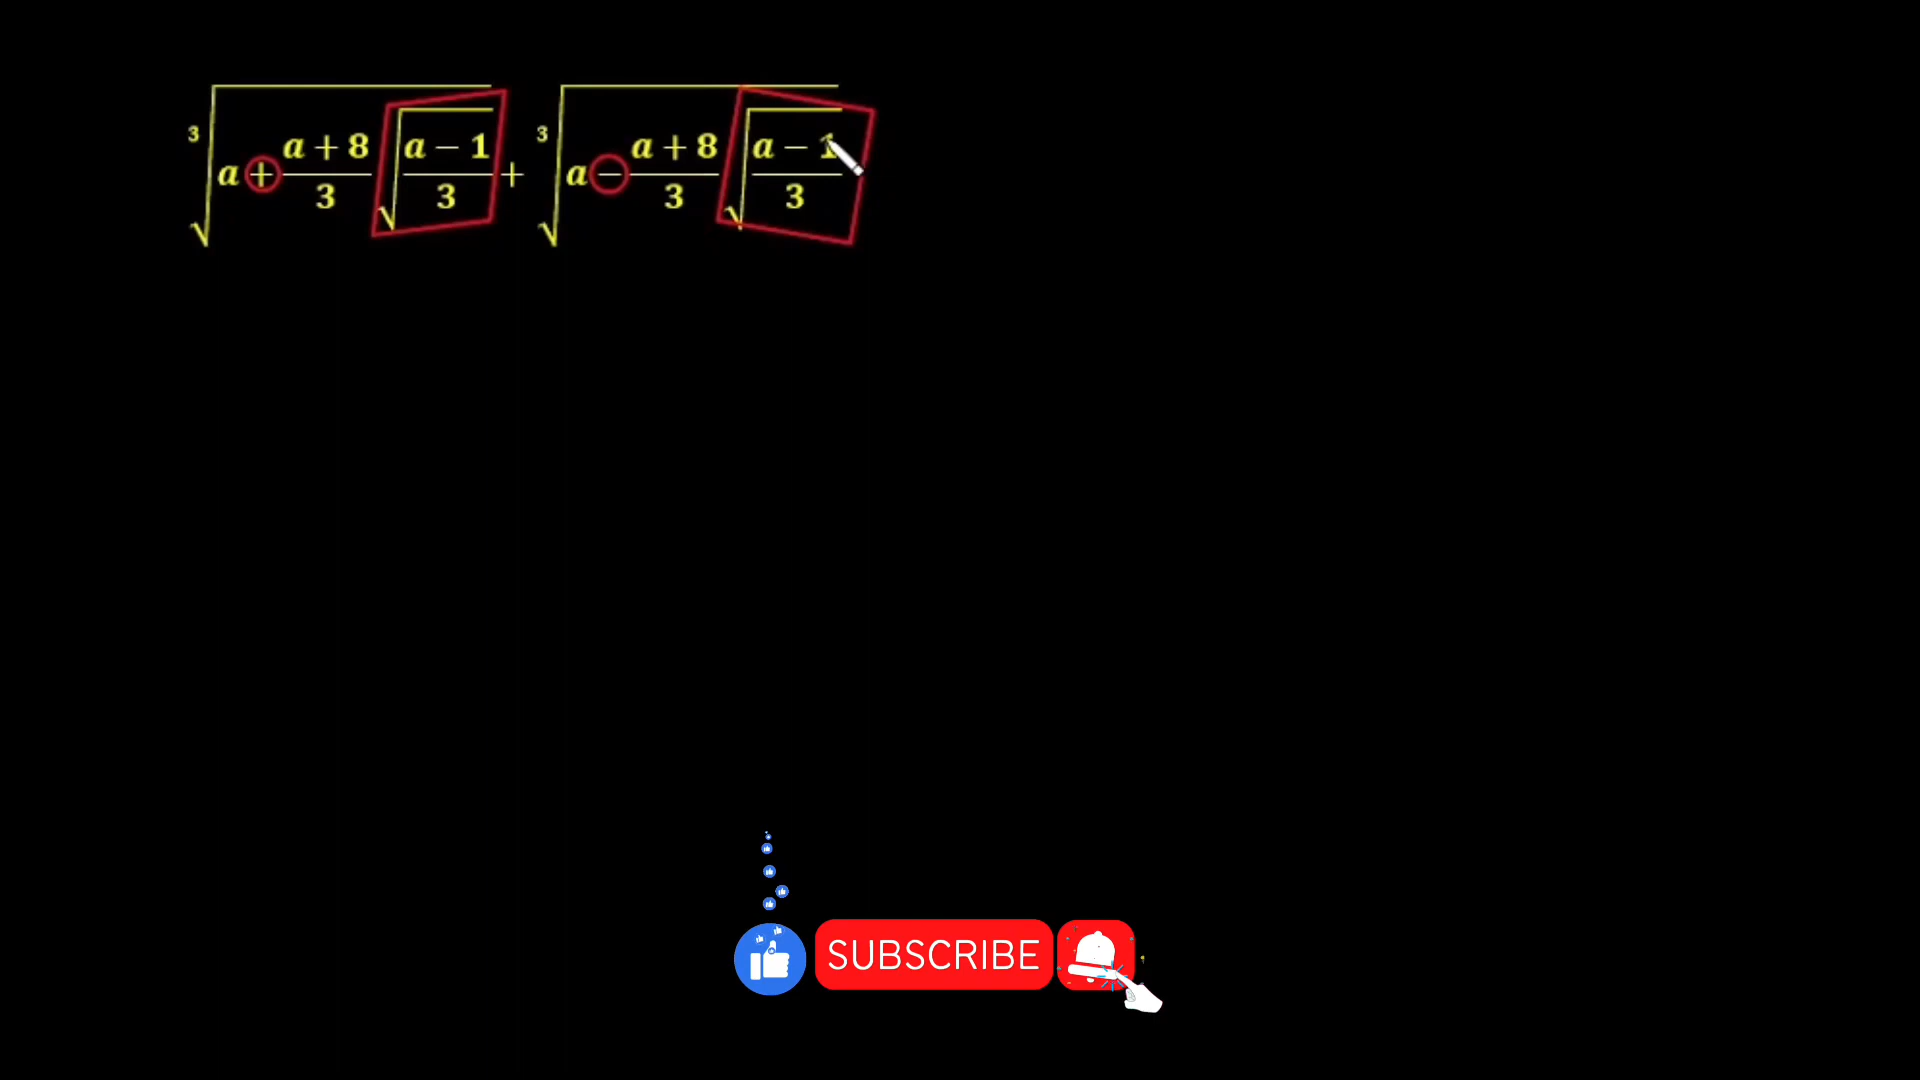 ∛(a + (a + 8)/3 √((a − 1)/3)) + ∛(a − (a + 8)/3 √((a − 1)/3))
SUBSCRIBE